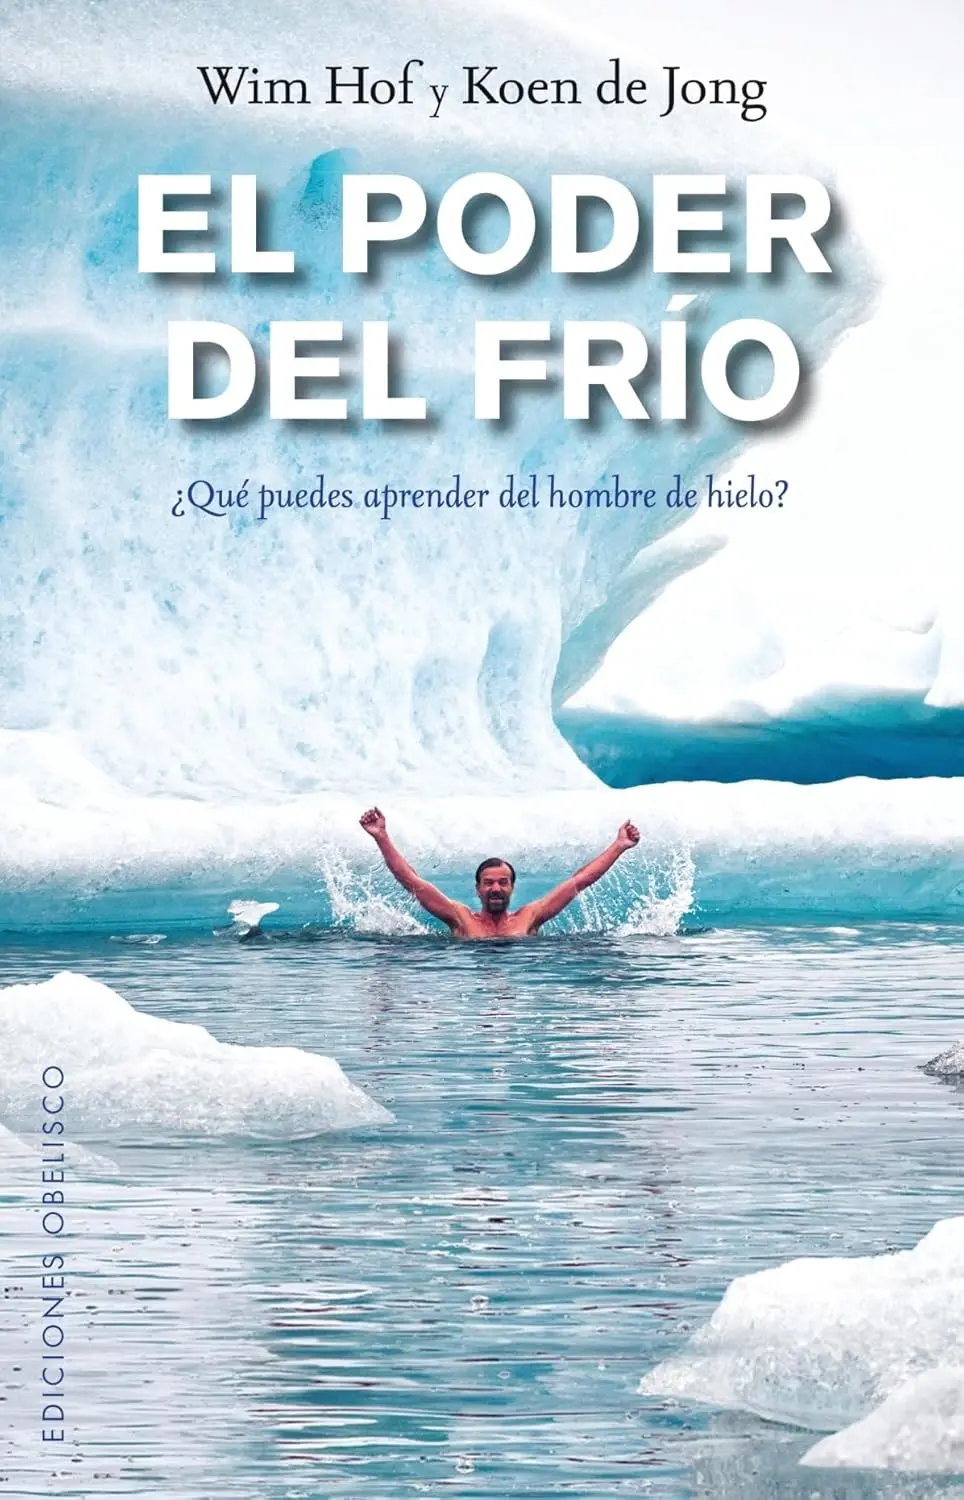 Wim Hof y Koen de Jong
EL PODER
DEL FRÍO
¿Qué puedes aprender del hombre de hielo?
EDICIONES OBELISCO